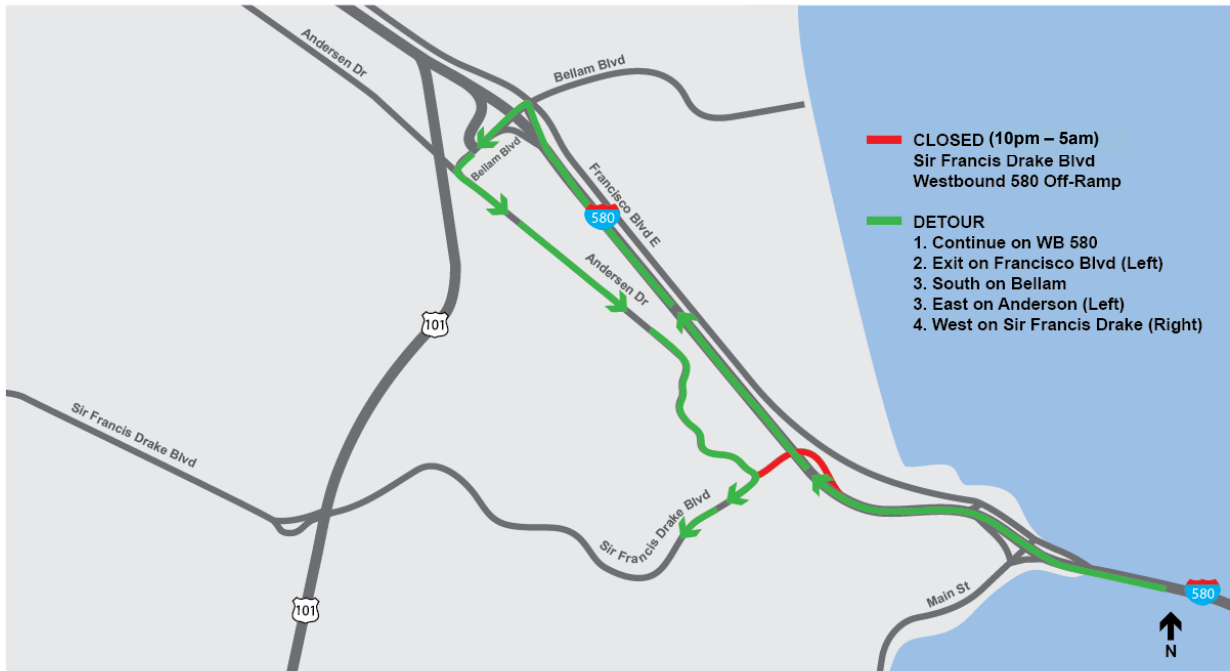 Andersen Dr
Bellam Blvd
Bellam Blvd
Francisco Blvd E
580
Andersen Dr
101
Sir Francis Drake Blvd
Sir Francis Drake Blvd
101
Main St
580
N
CLOSED (10pm – 5am)
Sir Francis Drake Blvd
Westbound 580 Off-Ramp
DETOUR
1. Continue on WB 580
2. Exit on Francisco Blvd (Left)
3. South on Bellam
3. East on Anderson (Left)
4. West on Sir Francis Drake (Right)